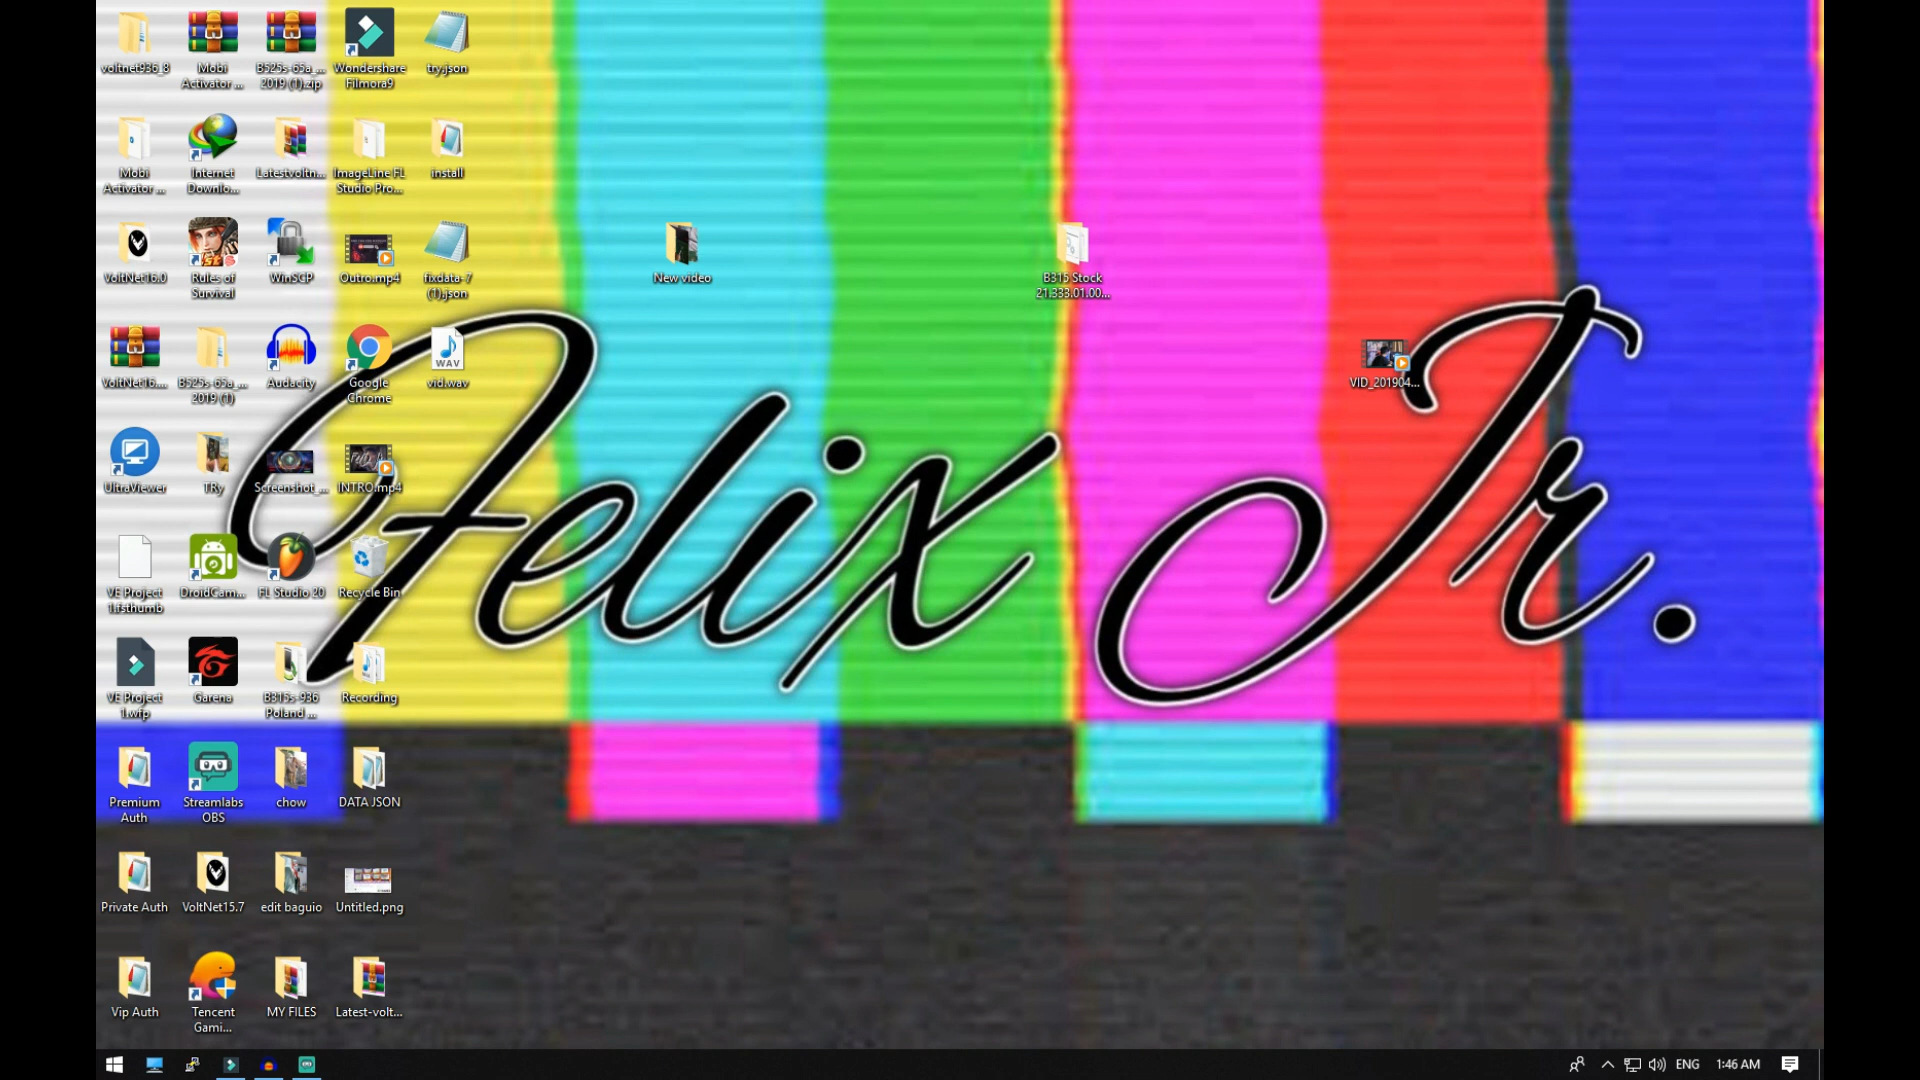 voltnet936_8
Mobi
Activator ...
B525s-65a_...
2019 (1).zip
Wondershare
Filmora9
try.json
Mobi
Activator ...
Internet
Downlo...
Latestvoltn...
ImageLine FL
Studio Pro...
install
VoltNet16.0
Rules of
Survival
WinSCP
Outro.mp4
fixdata-7
(1).json
New video
B315 Stock
21.333.01.00...
VoltNet16....
B525s-65a_...
2019 (1)
Audacity
Google
Chrome
WAV
vid.wav
VID_201904...
UltraViewer
TRy
Screenshot_...
INTRO.mp4
Felix Jr.
VE Project
1.fsthumb
DroidCam...
FL Studio 20
Recycle Bin
VE Project
1.wfp
Garena
B315s-936
Poland ...
Recording
Premium
Auth
Streamlabs
OBS
chow
DATA JSON
Private Auth
VoltNet15.7
edit baguio
Untitled.png
Vip Auth
Tencent
Gami...
MY FILES
Latest-volt...
ENG
1:46 AM